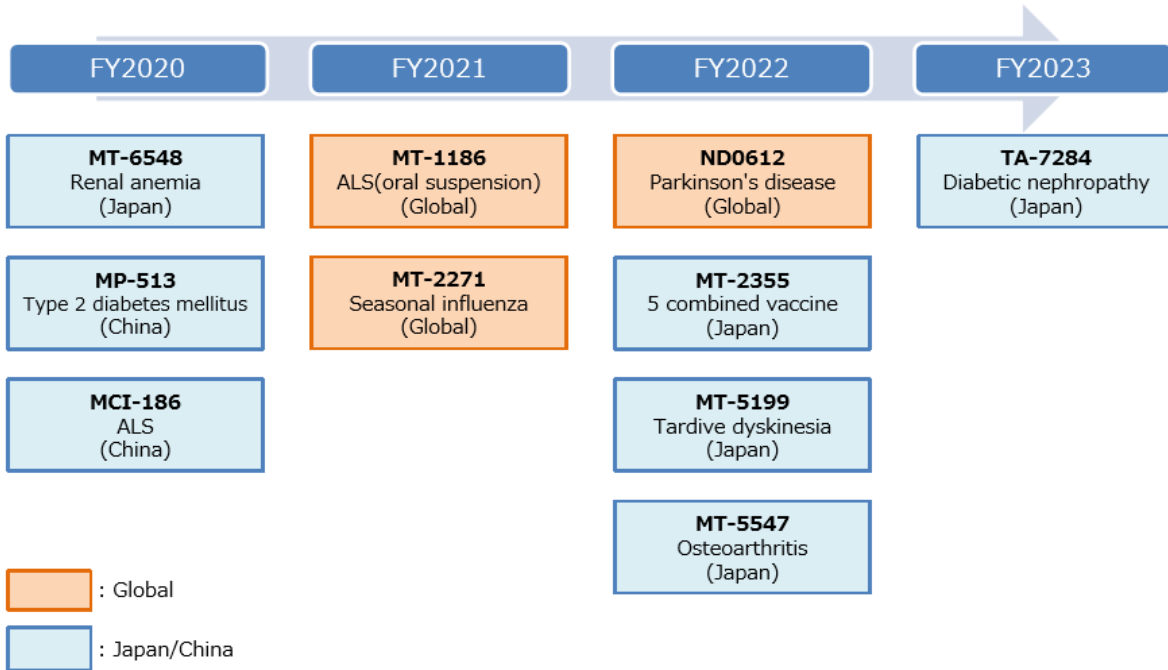 FY2020
FY2021
FY2022
FY2023
MT-6548
Renal anemia
(Japan)
MP-513
Type 2 diabetes mellitus
(China)
MCI-186
ALS
(China)
MT-1186
ALS(oral suspension)
(Global)
MT-2271
Seasonal influenza
(Global)
ND0612
Parkinson's disease
(Global)
MT-2355
5 combined vaccine
(Japan)
MT-5199
Tardive dyskinesia
(Japan)
MT-5547
Osteoarthritis
(Japan)
TA-7284
Diabetic nephropathy
(Japan)
: Global
: Japan/China